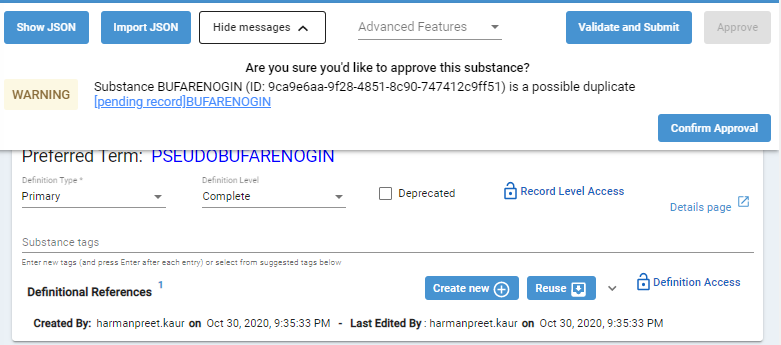 Show JSON Import JSON Hide messages Advanced Features Validate and Submit Approve
Are you sure you'd like to approve this substance?
WARNING
Substance BUFARENOGIN (ID: 9ca9e6aa-9f28-4851-8c90-747412c9ff51) is a possible duplicate
[pending record]BUFARENOGIN
Confirm Approval
Preferred Term: PSEUDOBUFARENOGIN
Definition Type * Definition Level
Primary Complete Deprecated Record Level Access
Details page
Substance tags
Enter new tags (and press Enter after each entry) or select from suggested tags below
Definitional References 1 Create new Reuse Definition Access
Created By: harmanpreet.kaur on Oct 30, 2020, 9:35:33 PM - Last Edited By : harmanpreet.kaur on Oct 30, 2020, 9:35:33 PM